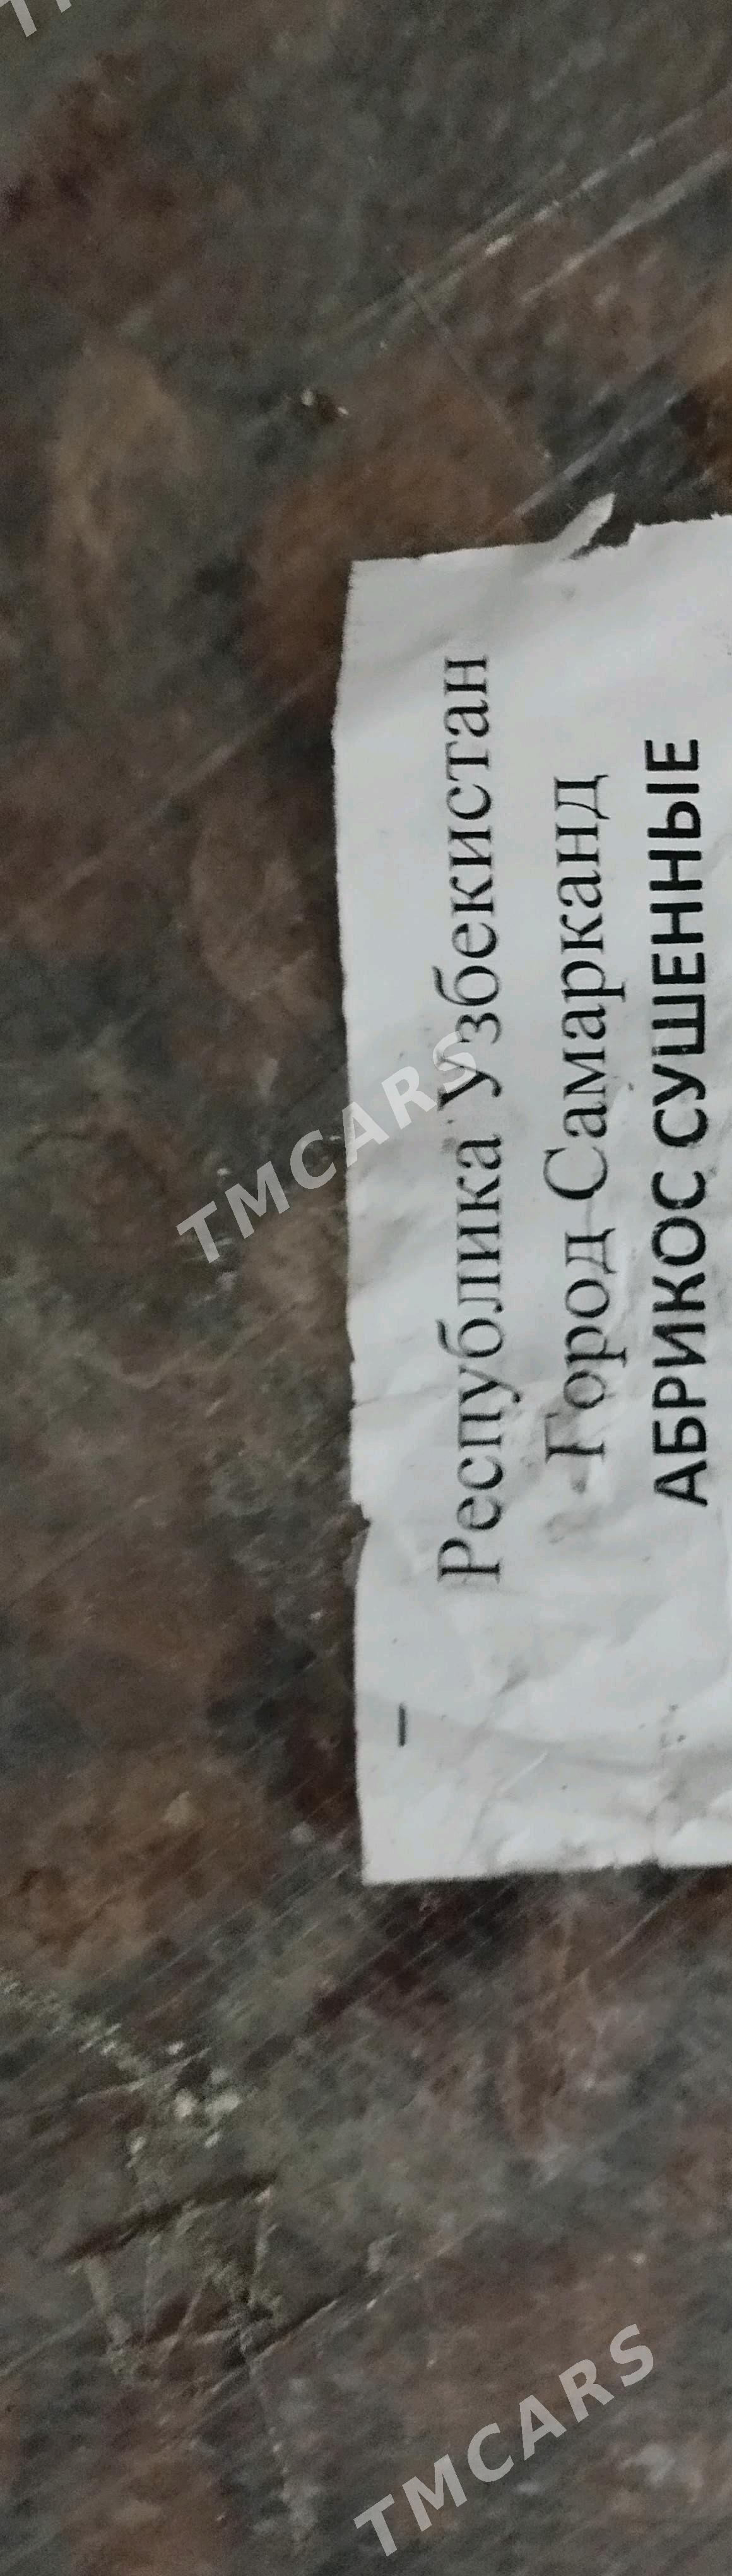 Республика Узбекистан
Город Самарканд
АБРИКОС СУШЕННЫЕ
TMCARS
TMCARS